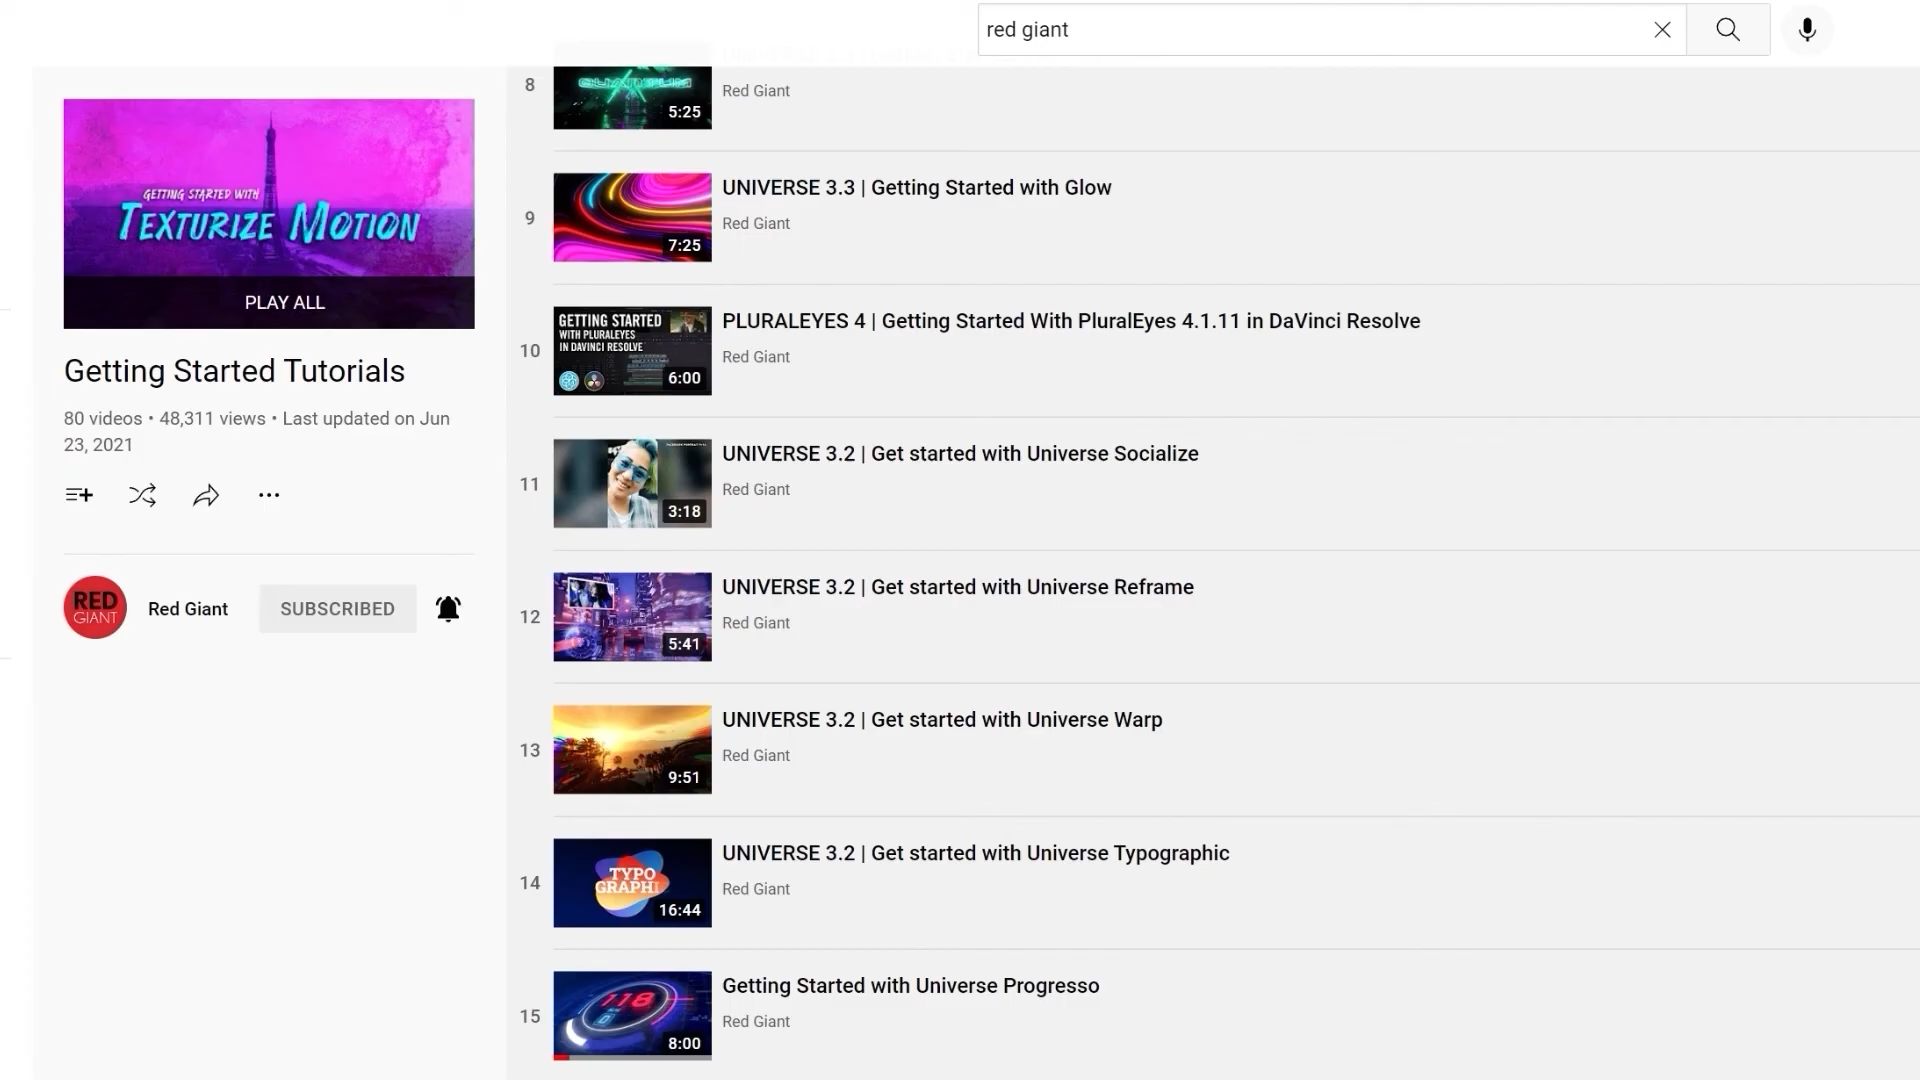 red giant
GETTING STARTED WITH
TEXTURIZE MOTION
PLAY ALL
Getting Started Tutorials
80 videos • 48,311 views • Last updated on Jun
23, 2021
RED
GIANT
Red Giant
SUBSCRIBED
8
5:25
Red Giant
9
7:25
UNIVERSE 3.3 | Getting Started with Glow
Red Giant
10
GETTING STARTED
WITH PLURALEYES
IN DAVINCI RESOLVE
6:00
PLURALEYES 4 | Getting Started With PluralEyes 4.1.11 in DaVinci Resolve
Red Giant
11
3:18
UNIVERSE 3.2 | Get started with Universe Socialize
Red Giant
12
5:41
UNIVERSE 3.2 | Get started with Universe Reframe
Red Giant
13
9:51
UNIVERSE 3.2 | Get started with Universe Warp
Red Giant
14
TYPO
GRAPHI
16:44
UNIVERSE 3.2 | Get started with Universe Typographic
Red Giant
15
118
0
8:00
Getting Started with Universe Progresso
Red Giant